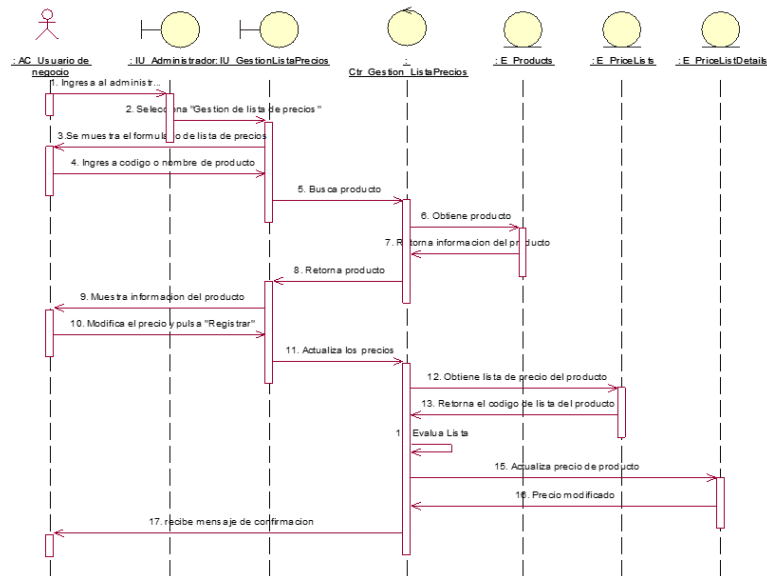 : AC_Usuario de
negocio
: IU_Administrador
: IU_GestionListaPrecios
:
Ctr_Gestion_ListaPrecios
: E_Products
: E_PriceLists
: E_PriceListDetails
1. Ingresa al administr...
2. Selecciona "Gestion de lista de precios"
3.Se muestra el formulario de lista de precios
4. Ingresa codigo o nombre de producto
5. Busca producto
6. Obtiene producto
7. Retorna informacion del producto
8. Retorna producto
9. Muestra informacion del producto
10. Modifica el precio y pulsa "Registrar"
11. Actualiza los precios
12. Obtiene lista de precio del producto
13. Retorna el codigo de lista del producto
Evalua Lista
15. Actualiza precio de producto
16. Precio modificado
17. recibe mensaje de confirmacion